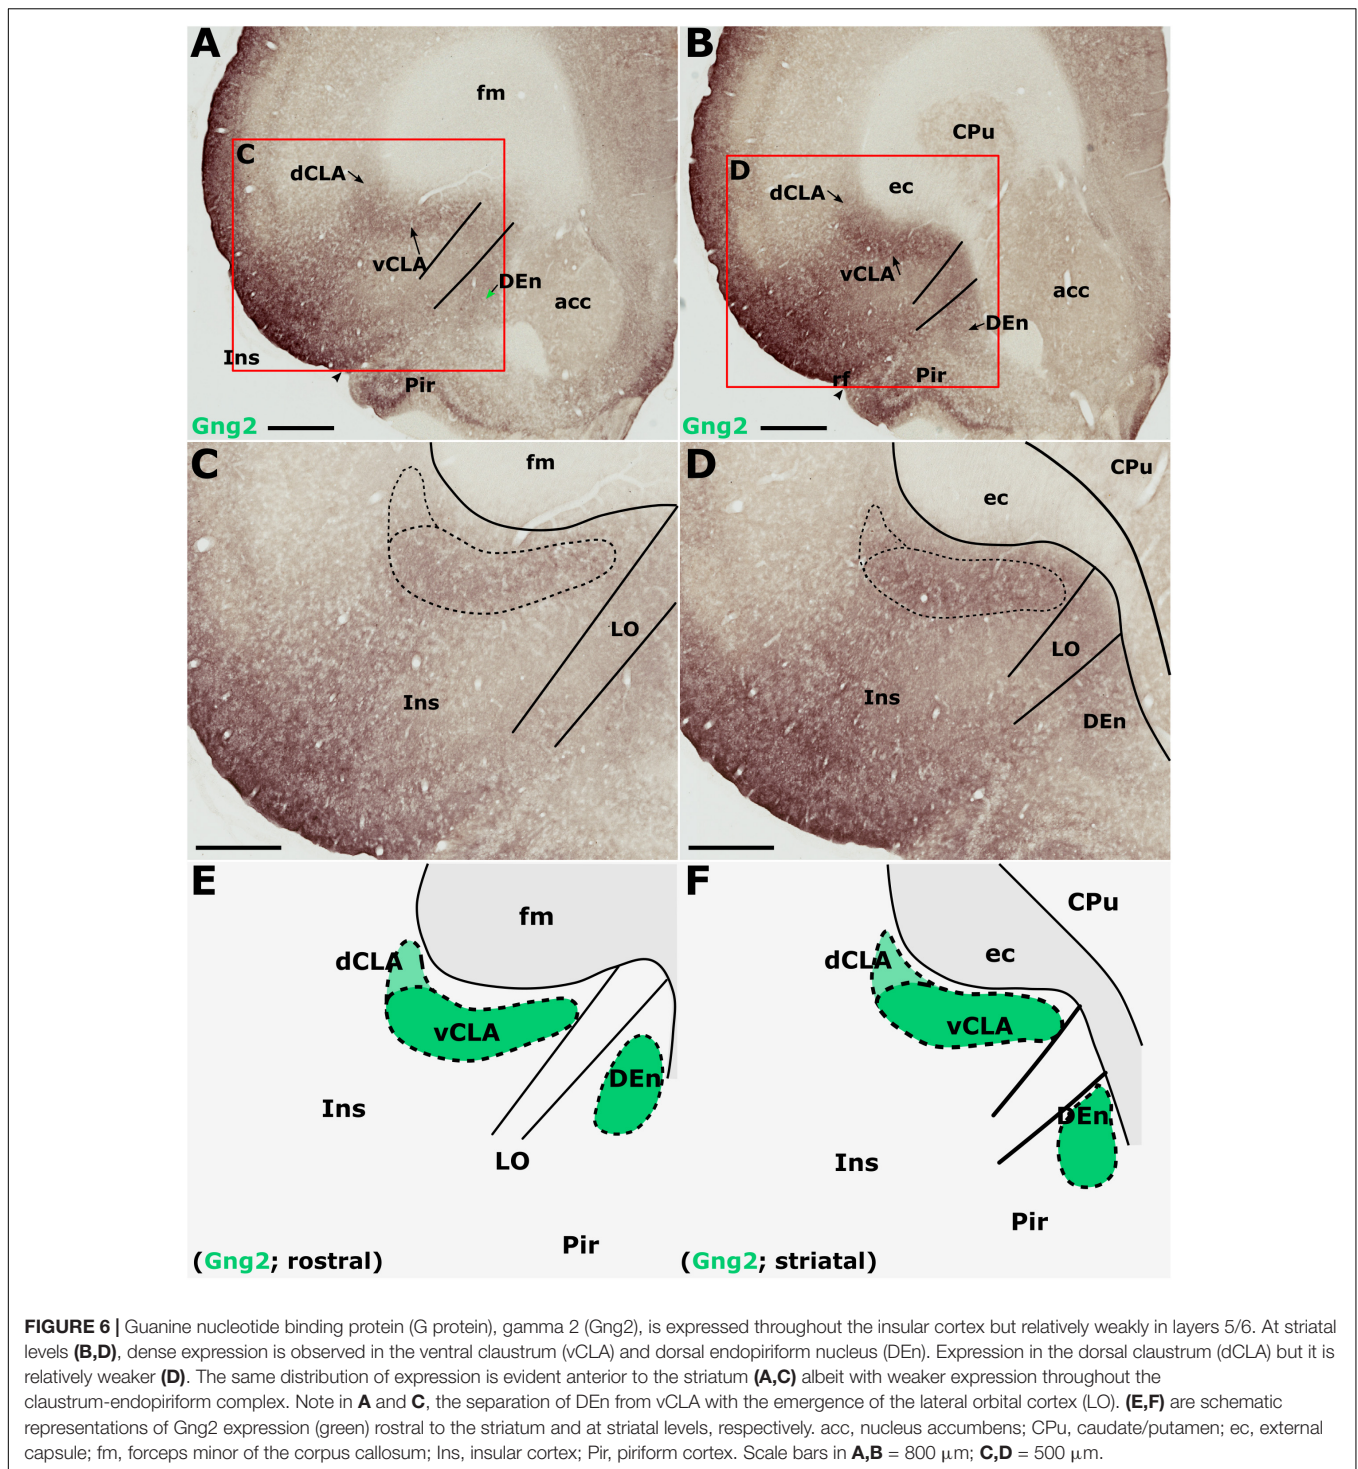 A
fm
C
dCLA
vCLA
DEn
acc
Ins
Pir
Gng2
B
CPu
D
ec
dCLA
vCLA
acc
DEn
rf
Pir
Gng2
C
fm
LO
Ins
D
CPu
ec
LO
Ins
DEn
E
fm
dCLA
vCLA
DEn
Ins
LO
Pir
(Gng2; rostral)
F
CPu
ec
dCLA
vCLA
DEn
Ins
Pir
(Gng2; striatal)
FIGURE 6 | Guanine nucleotide binding protein (G protein), gamma 2 (Gng2), is expressed throughout the insular cortex but relatively weakly in layers 5/6. At striatal
levels (B,D), dense expression is observed in the ventral claustrum (vCLA) and dorsal endopiriform nucleus (DEn). Expression in the dorsal claustrum (dCLA) but it is
relatively weaker (D). The same distribution of expression is evident anterior to the striatum (A,C) albeit with weaker expression throughout the
claustrum-endopiriform complex. Note in A and C, the separation of DEn from vCLA with the emergence of the lateral orbital cortex (LO). (E,F) are schematic
representations of Gng2 expression (green) rostral to the striatum and at striatal levels, respectively. acc, nucleus accumbens; CPu, caudate/putamen; ec, external
capsule; fm, forceps minor of the corpus callosum; Ins, insular cortex; Pir, piriform cortex. Scale bars in A,B = 800 μm; C,D = 500 μm.